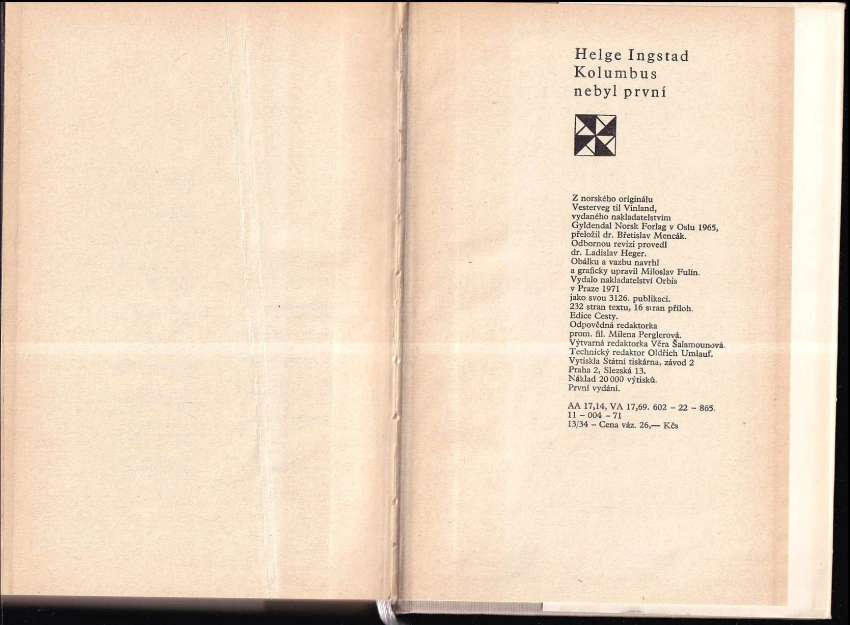 Helge Ingstad
Kolumbus
nebyl první
Z norského originálu
Vesterveg til Vinland,
vydaného nakladatelstvím
Gyldendal Norsk Forlag v Oslu 1965,
přeložil dr. Břetislav Mencák.
Odbornou revizi provedl
dr. Ladislav Heger.
Obálku a vazbu navrhl
a graficky upravil Miloslav Fulín.
Vydalo nakladatelství Orbis
v Praze 1971
jako svou 3126. publikaci.
232 stran textu, 16 stran příloh.
Edice Cesty.
Odpovědná redaktorka
prom. fil. Milena Perglerová.
Výtvarná redaktorka Věra Šalamounová.
Technický redaktor Oldřich Umlauf.
Vytiskla Státní tiskárna, závod 2
Praha 2, Slezská 13.
Náklad 20 000 výtisků.
První vydání.
AA 17,14, VA 17,69. 602 – 22 – 865.
11 – 004 – 71
13/34 – Cena váz. 26,— Kčs